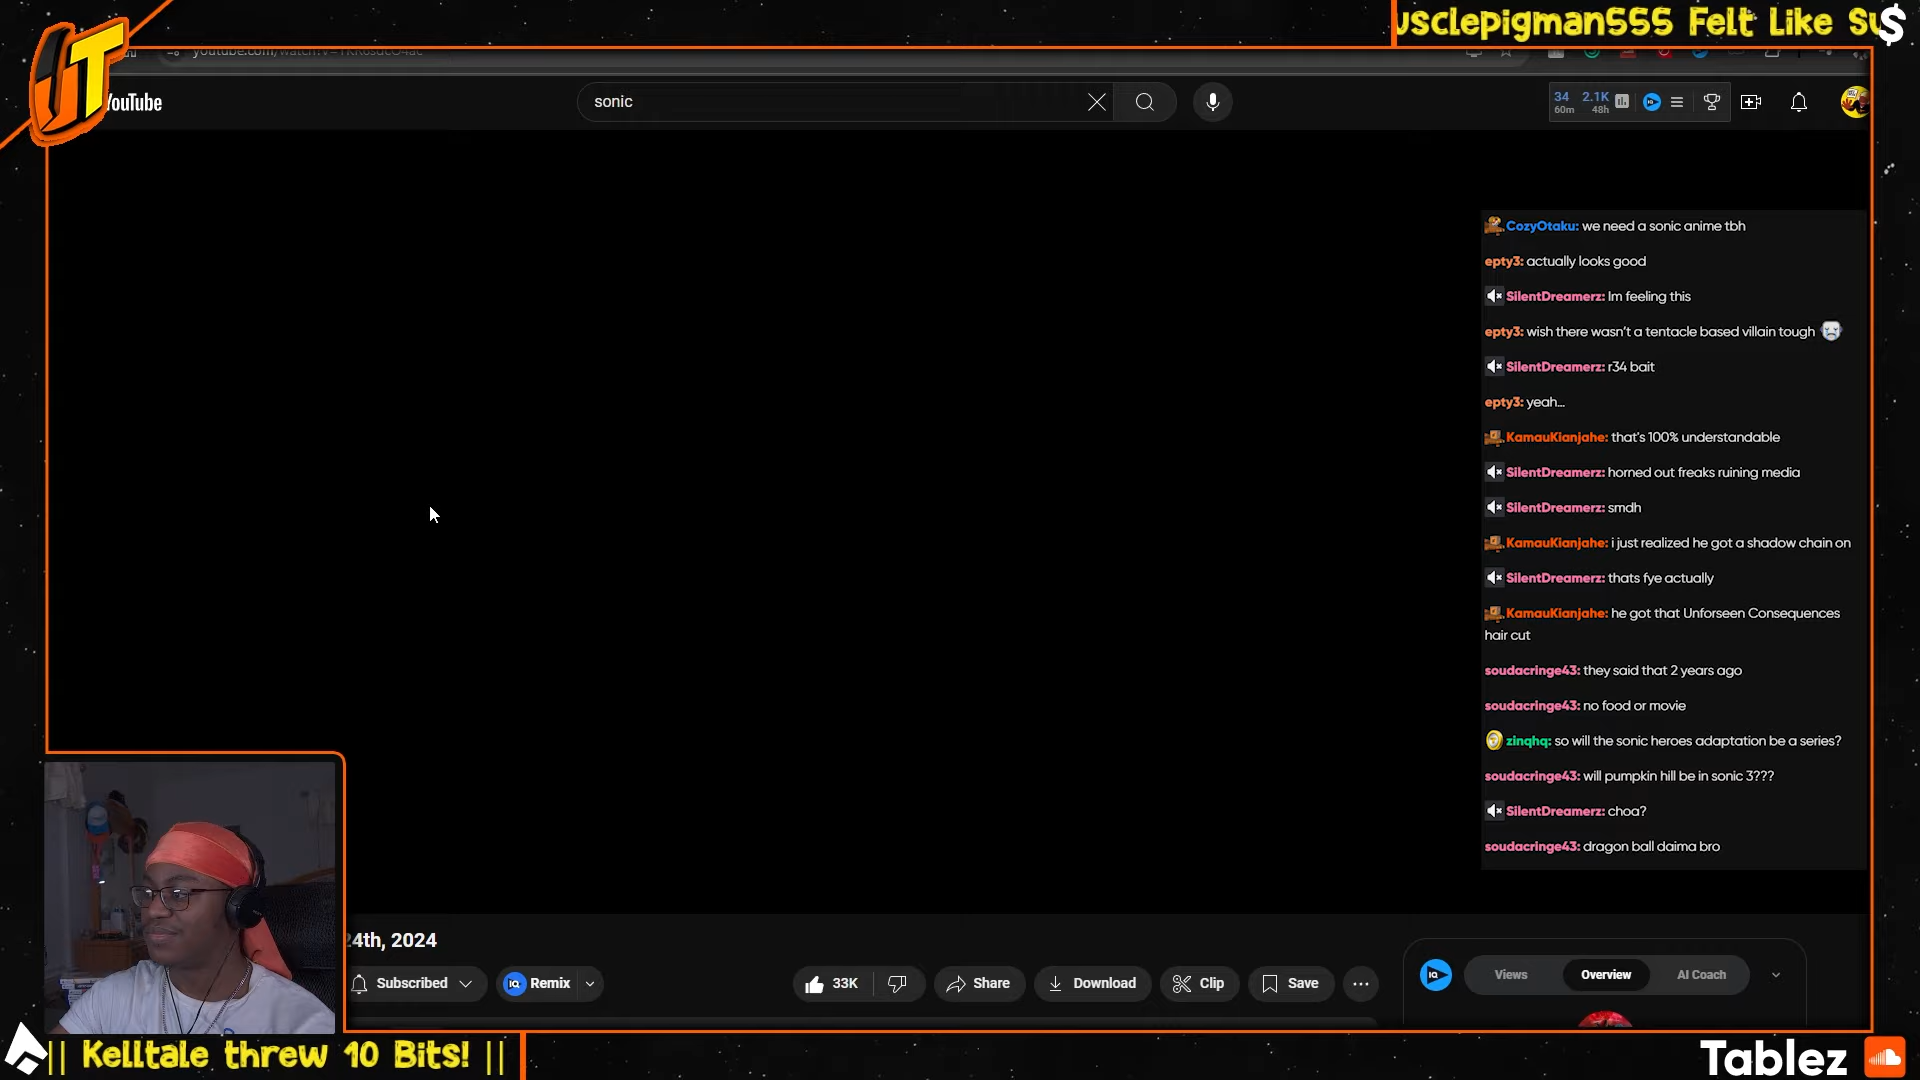 usclepigman555 Felt Like Su
$
JT
YouTube
sonic
34 2.1K
60m 48h
CozyOtaku: we need a sonic anime tbh
epty3: actually looks good
SilentDreamerz: Im feeling this
epty3: wish there wasn't a tentacle based villain tough
SilentDreamerz: r34 bait
epty3: yeah...
KamauKianjahe: that's 100% understandable
SilentDreamerz: horned out freaks ruining media
SilentDreamerz: smdh
KamauKianjahe: i just realized he got a shadow chain on
SilentDreamerz: thats fye actually
KamauKianjahe: he got that Unforseen Consequences
hair cut
soudacringe43: they said that 2 years ago
soudacringe43: no food or movie
zinqhq: so will the sonic heroes adaptation be a series?
soudacringe43: will pumpkin hill be in sonic 3???
SilentDreamerz: choa?
soudacringe43: dragon ball daima bro
24th, 2024
Subscribed
IQ Remix
33K
Share
Download
Clip
Save
IQ
Views
Overview
AI Coach
|| Kelltale threw 10 Bits! ||
Tablez